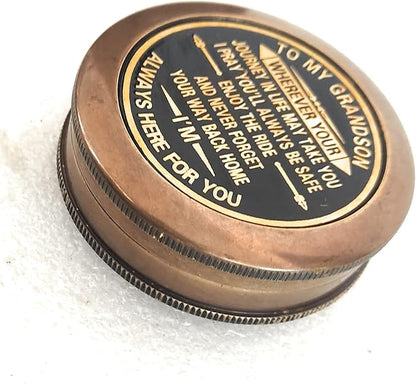 TO MY GRANDSON
WHEREVER YOUR
JOURNEY IN LIFE MAY TAKE YOU
I PRAY YOU'LL ALWAYS BE SAFE
ENJOY THE RIDE
AND NEVER FORGET
YOUR WAY BACK HOME
I'M
ALWAYS HERE FOR YOU